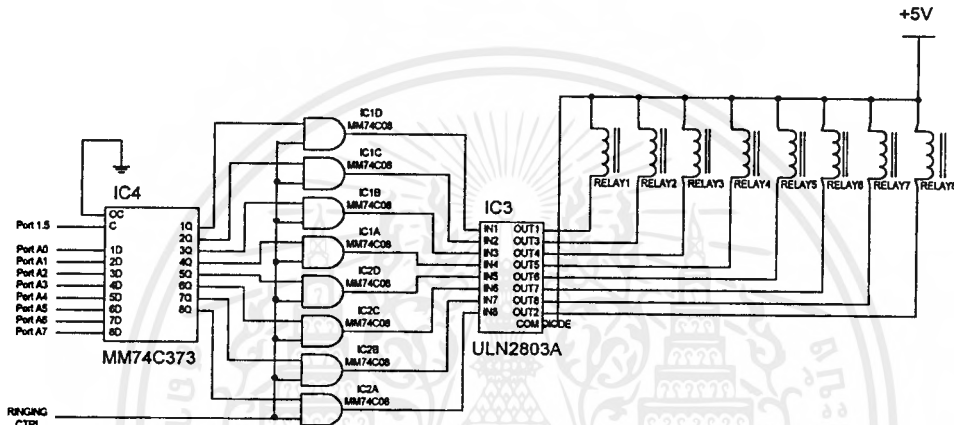 +5V
IC4
OC
C
1D
2D
3D
4D
5D
6D
7D
8D
1Q
2Q
3Q
4Q
5Q
6Q
7Q
8Q
MM74C373
Port 1.5
Port A0
Port A1
Port A2
Port A3
Port A4
Port A5
Port A6
Port A7
RINGING
CTRL
IC1D
MM74C08
IC1C
MM74C08
IC1B
MM74C08
IC1A
MM74C08
IC2D
MM74C08
IC2C
MM74C08
IC2B
MM74C08
IC2A
MM74C08
IC3
IN1 OUT1
IN2 OUT3
IN3 OUT4
IN4 OUT5
IN5 OUT6
IN6 OUT7
IN7 OUT8
IN8 OUT2
COM DIODE
ULN2803A
RELAY1
RELAY2
RELAY3
RELAY4
RELAY5
RELAY6
RELAY7
RELAY8